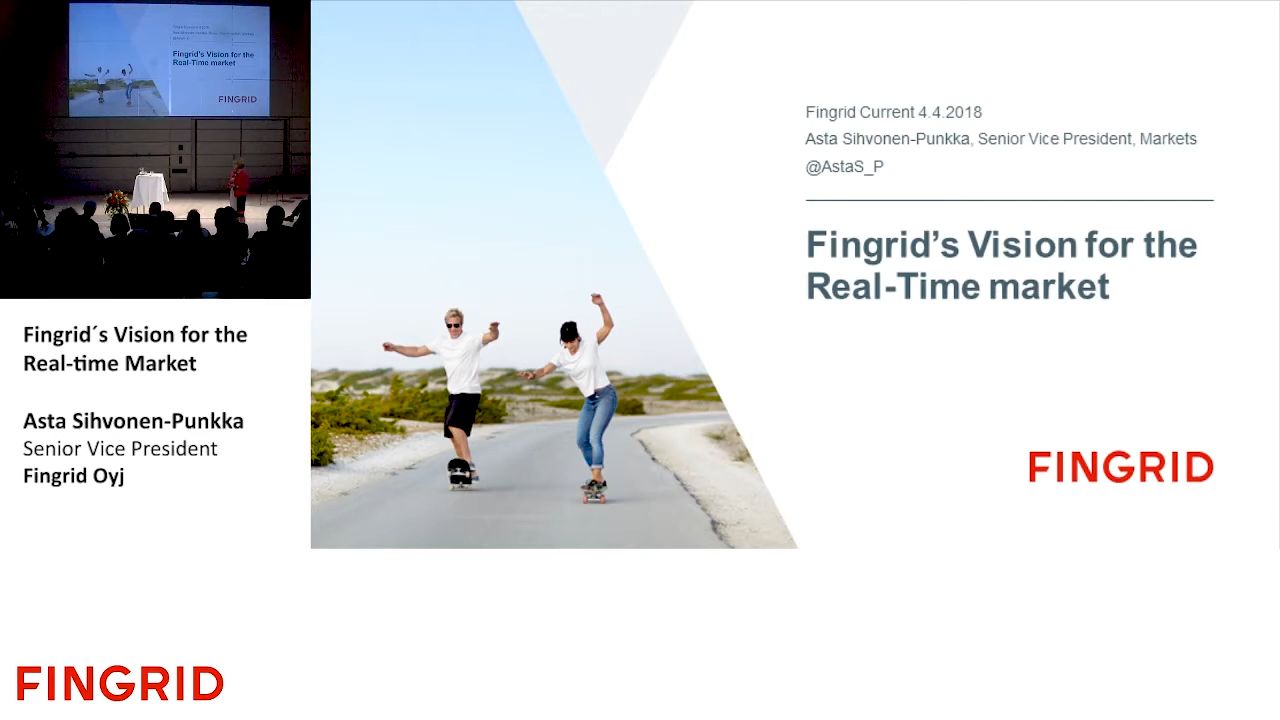 Fingrid's Vision for the
Real-Time market
FINGRID
Fingrid´s Vision for the
Real-time Market
Asta Sihvonen-Punkka
Senior Vice President
Fingrid Oyj
FINGRID
Fingrid Current 4.4.2018
Asta Sihvonen-Punkka, Senior Vice President, Markets
@AstaS_P
Fingrid’s Vision for the
Real-Time market
FINGRID